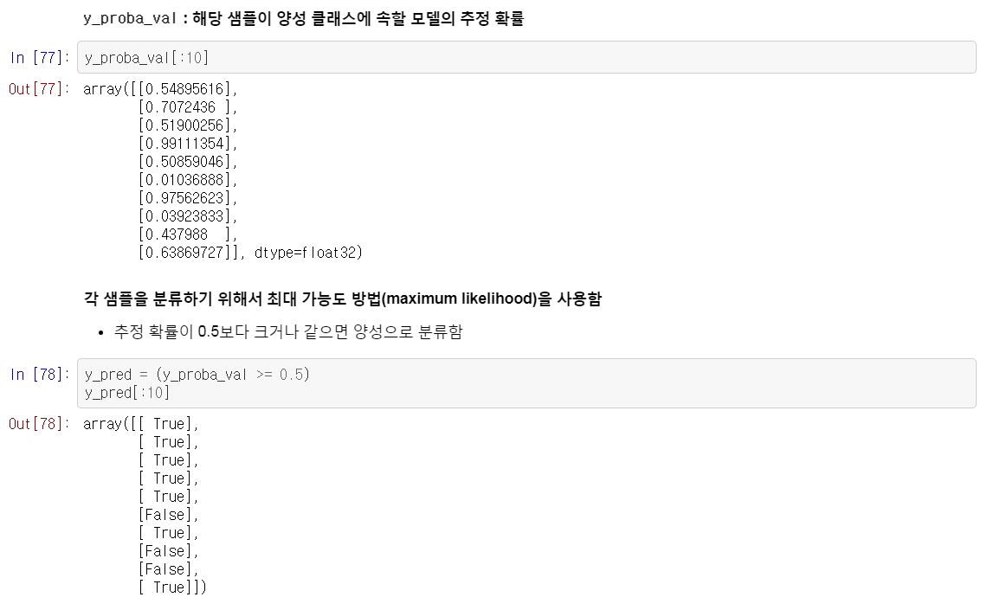 y_proba_val : 해당 샘플이 양성 클래스에 속할 모델의 추정 확률
In [77]: y_proba_val[:10]
Out[77]: array([[0.54895616],
[0.7072436 ],
[0.51900256],
[0.99111354],
[0.50859046],
[0.01036888],
[0.97562623],
[0.03923833],
[0.437988  ],
[0.63869727]], dtype=float32)
각 샘플을 분류하기 위해서 최대 가능도 방법(maximum likelihood)을 사용함
• 추정 확률이 0.5보다 크거나 같으면 양성으로 분류함
In [78]: y_pred = (y_proba_val >= 0.5)
y_pred[:10]
Out[78]: array([[ True],
[ True],
[ True],
[ True],
[ True],
[False],
[ True],
[False],
[False],
[ True]])